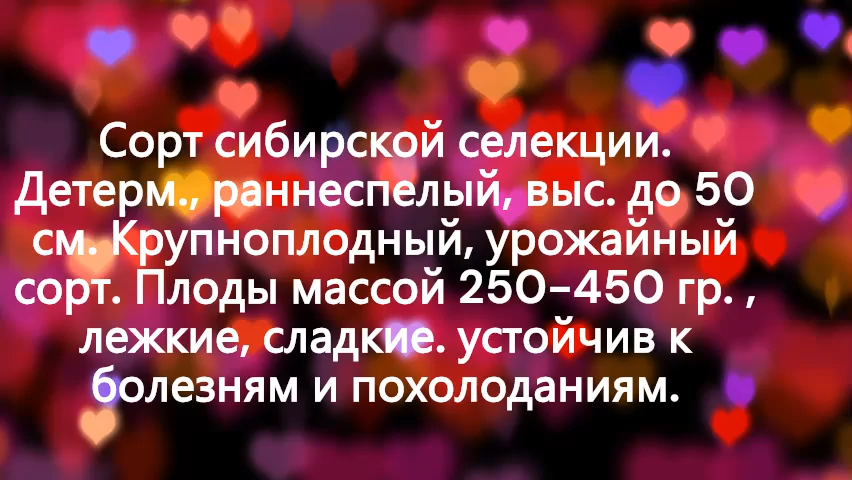 Сорт сибирской селекции.
Детерм., раннеспелый, выс. до 50
см. Крупноплодный, урожайный
сорт. Плоды массой 250-450 гр. ,
лежкие, сладкие. устойчив к
болезням и похолоданиям.